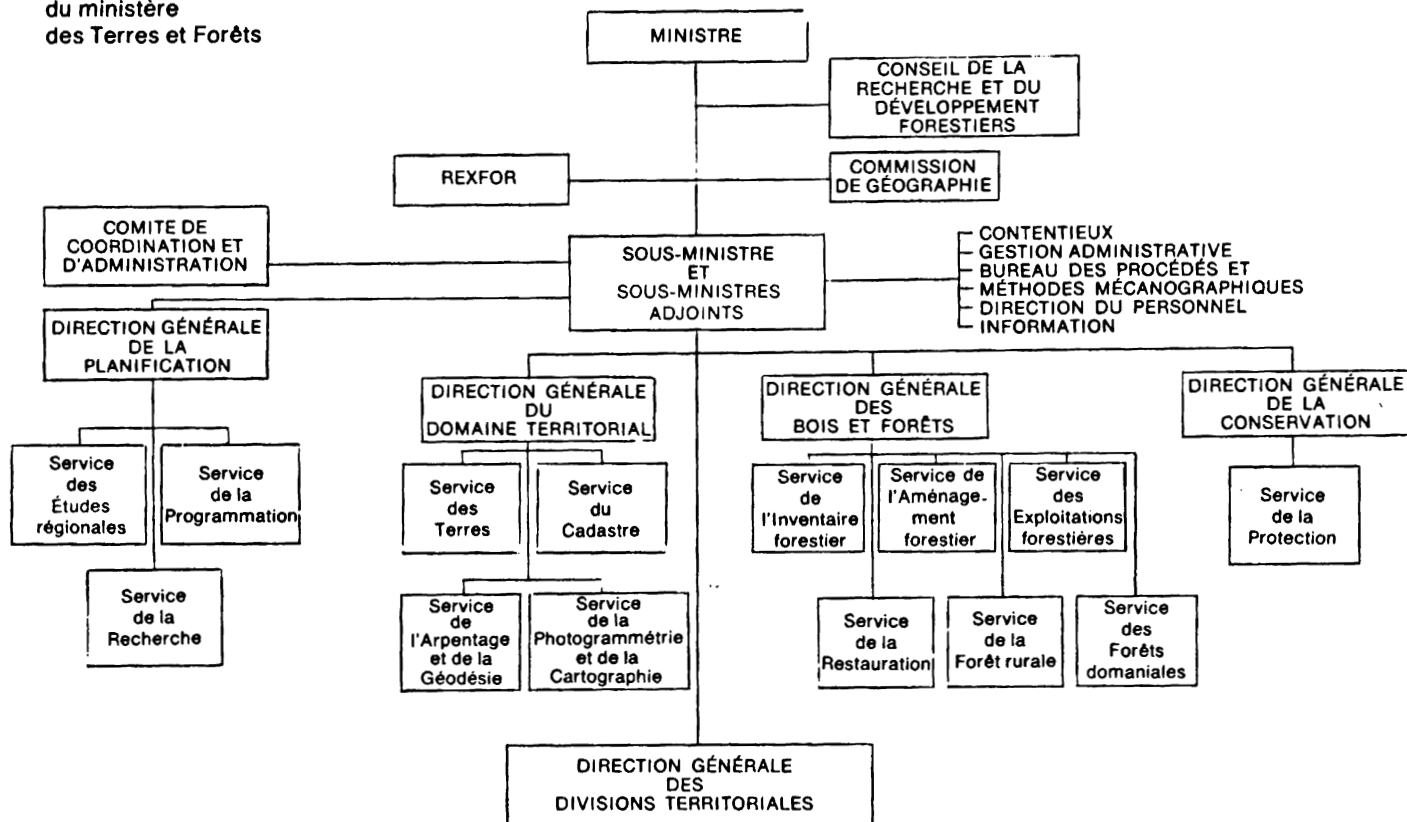 du ministère
des Terres et Forêts
MINISTRE
CONSEIL DE LA
RECHERCHE ET DU
DÉVELOPPEMENT
FORESTIERS
REXFOR
COMMISSION
DE GÉOGRAPHIE
COMITE DE
COORDINATION ET
D'ADMINISTRATION
SOUS-MINISTRE
ET
SOUS-MINISTRES
ADJOINTS
CONTENTIEUX
GESTION ADMINISTRATIVE
BUREAU DES PROCÉDÉS ET
MÉTHODES MÉCANOGRAPHIQUES
DIRECTION DU PERSONNEL
INFORMATION
DIRECTION GÉNÉRALE
DE LA
PLANIFICATION
DIRECTION GÉNÉRALE
DU
DOMAINE TERRITORIAL
DIRECTION GÉNÉRALE
DES
BOIS ET FORÊTS
DIRECTION GÉNÉRALE
DE LA
CONSERVATION
Service
des
Études
régionales
Service
de la
Programmation
Service
de la
Recherche
Service
des
Terres
Service
du
Cadastre
Service
de
l'Arpentage
et de la
Géodésie
Service
de la
Photogrammétrie
et de la
Cartographie
Service
de
l'Inventaire
forestier
Service de
l'Aménage-
ment
forestier
Service
des
Exploitations
forestières
Service
de la
Restauration
Service
de la
Forêt rurale
Service
des
Forêts
domaniales
Service
de la
Protection
DIRECTION GÉNÉRALE
DES
DIVISIONS TERRITORIALES